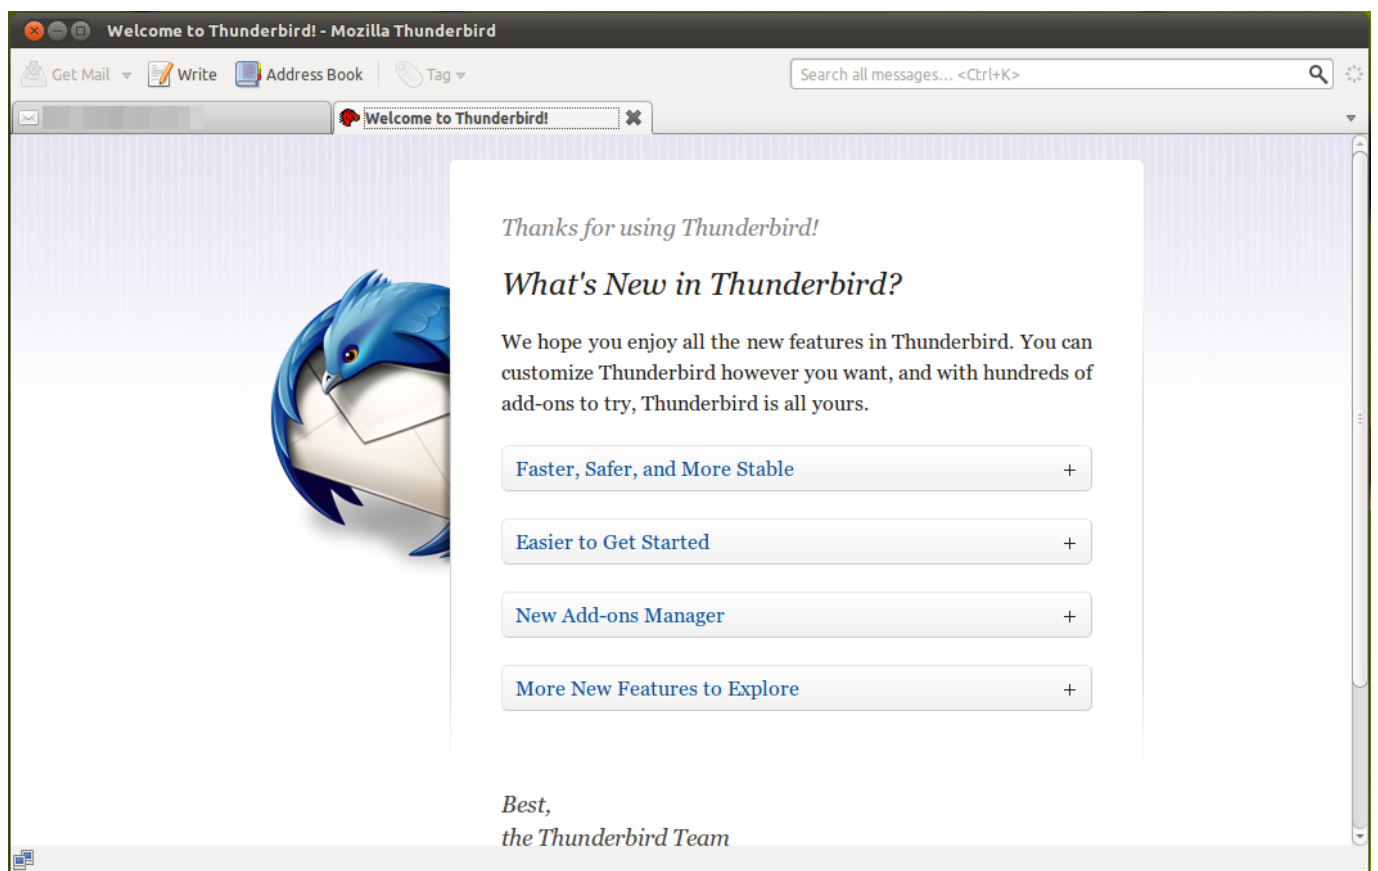 Welcome to Thunderbird! - Mozilla Thunderbird
Get Mail Write Address Book Tag Search all messages... <Ctrl+K>
Welcome to Thunderbird!
Thanks for using Thunderbird!
What's New in Thunderbird?
We hope you enjoy all the new features in Thunderbird. You can
customize Thunderbird however you want, and with hundreds of
add-ons to try, Thunderbird is all yours.
Faster, Safer, and More Stable +
Easier to Get Started +
New Add-ons Manager +
More New Features to Explore +
Best,
the Thunderbird Team